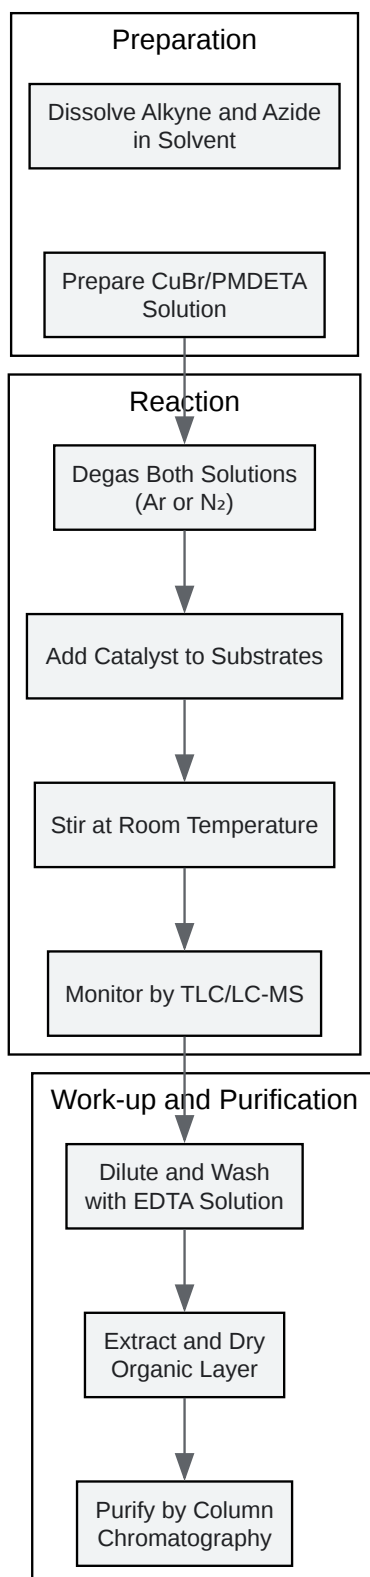 Preparation
Dissolve Alkyne and Azide
in Solvent
Prepare CuBr/PMDETA
Solution
Reaction
Degas Both Solutions
(Ar or N₂)
Add Catalyst to Substrates
Stir at Room Temperature
Monitor by TLC/LC-MS
Work-up and Purification
Dilute and Wash
with EDTA Solution
Extract and Dry
Organic Layer
Purify by Column
Chromatography